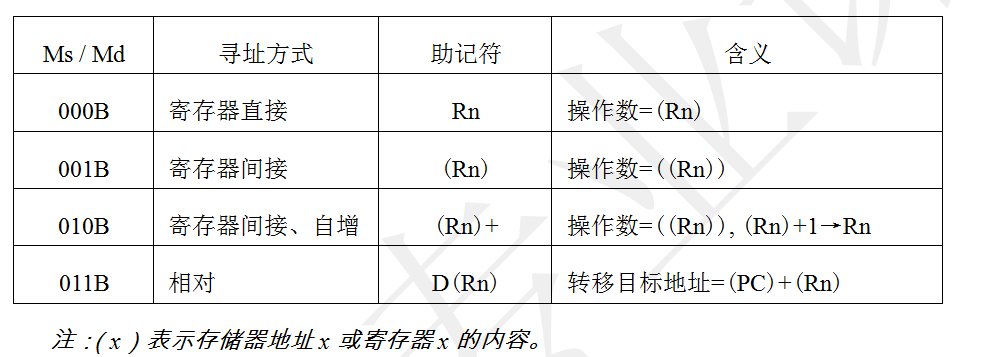 Ms / Md 寻址方式 助记符 含义
000B 寄存器直接 Rn 操作数=(Rn)
001B 寄存器间接 (Rn) 操作数=((Rn))
010B 寄存器间接、自增 (Rn)+ 操作数=((Rn)), (Rn)+1→Rn
011B 相对 D(Rn) 转移目标地址=(PC)+(Rn)
注：( x ) 表示存储器地址 x 或寄存器 x 的内容。